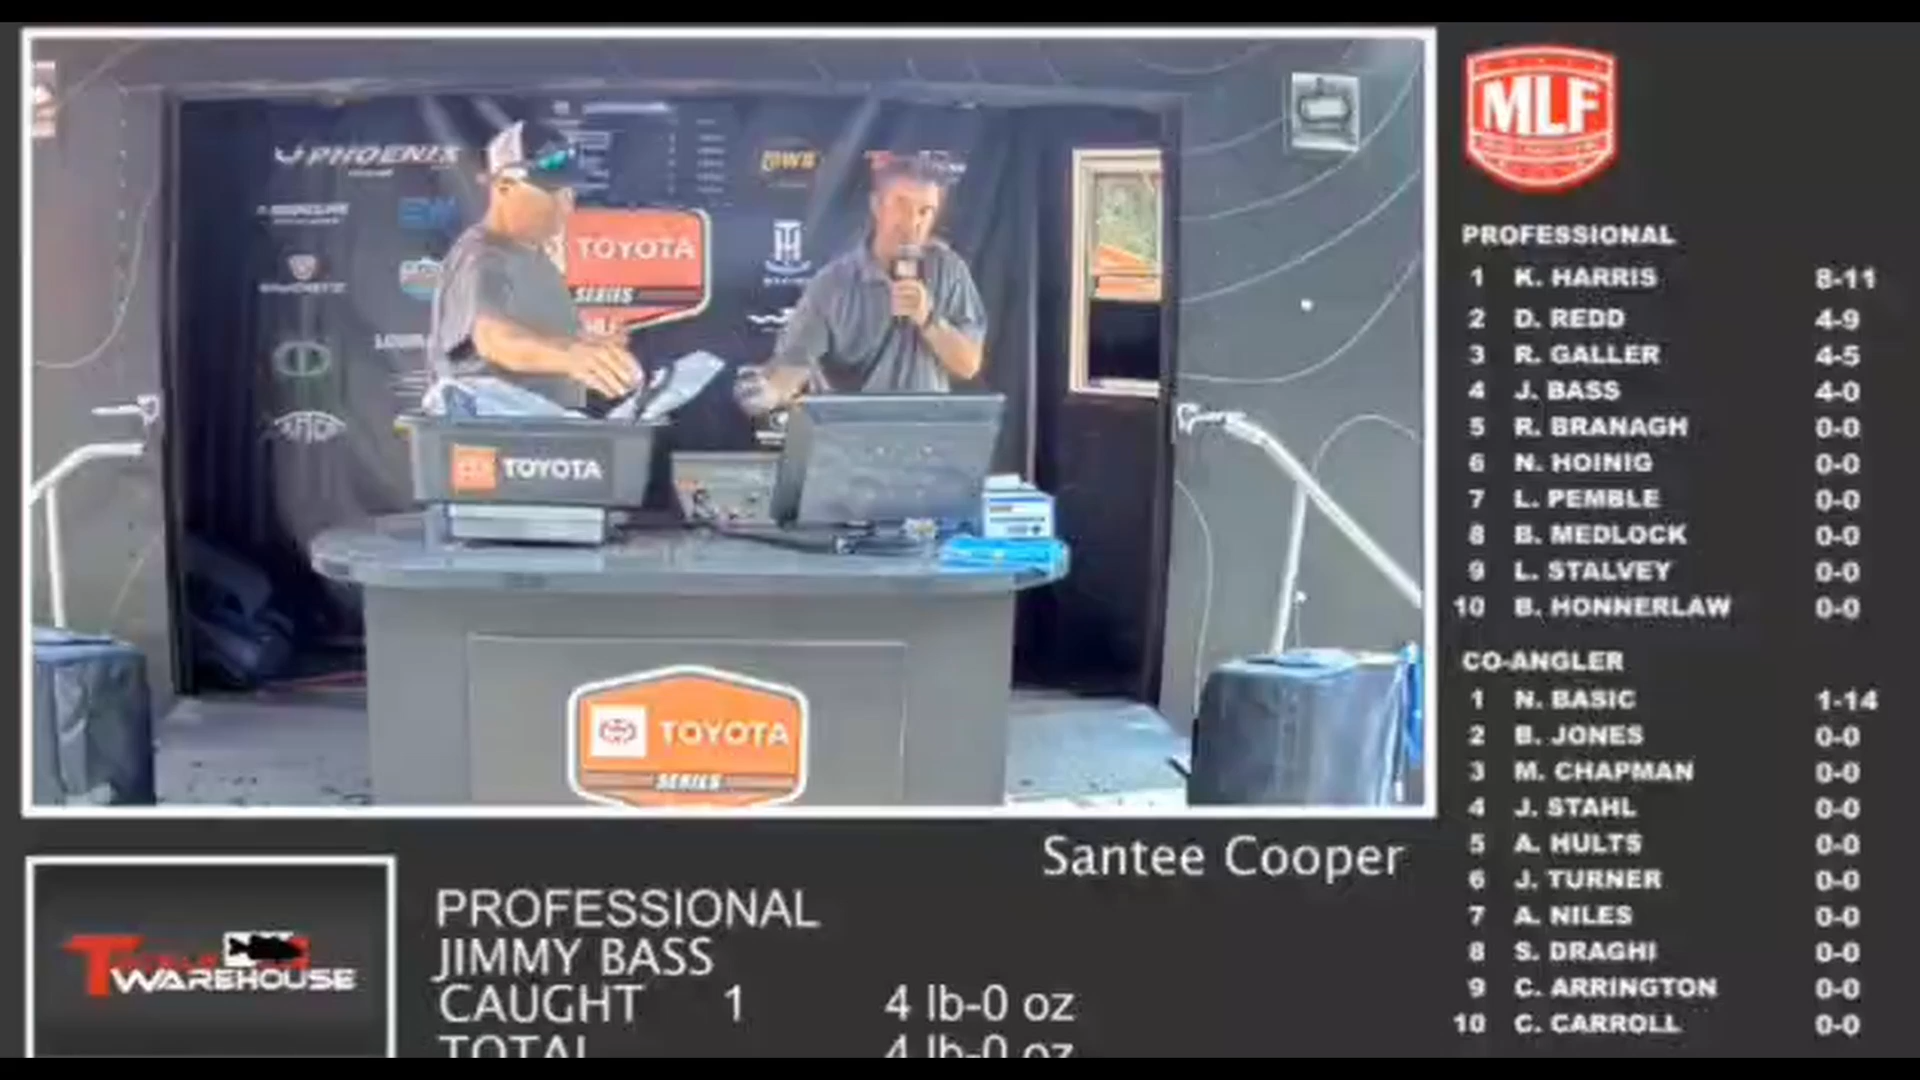 PHOENIX
TOYOTA
SERIES
TOYOTA
TOYOTA
SERIES
MLF
PROFESSIONAL
1 K. HARRIS 8-11
2 D. REDD 4-9
3 R. GALLER 4-5
4 J. BASS 4-0
5 R. BRANAGH 0-0
6 N. HOINIG 0-0
7 L. PEMBLE 0-0
8 B. MEDLOCK 0-0
9 L. STALVEY 0-0
10 B. HONNERLAW 0-0
CO-ANGLER
1 N. BASIC 1-14
2 B. JONES 0-0
3 M. CHAPMAN 0-0
4 J. STAHL 0-0
5 A. HULTS 0-0
6 J. TURNER 0-0
7 A. NILES 0-0
8 S. DRAGHI 0-0
9 C. ARRINGTON 0-0
10 C. CARROLL 0-0
Santee Cooper
WAREHOUSE
PROFESSIONAL
JIMMY BASS
CAUGHT 1 4 lb-0 oz
TOTAL 4 lb-0 oz